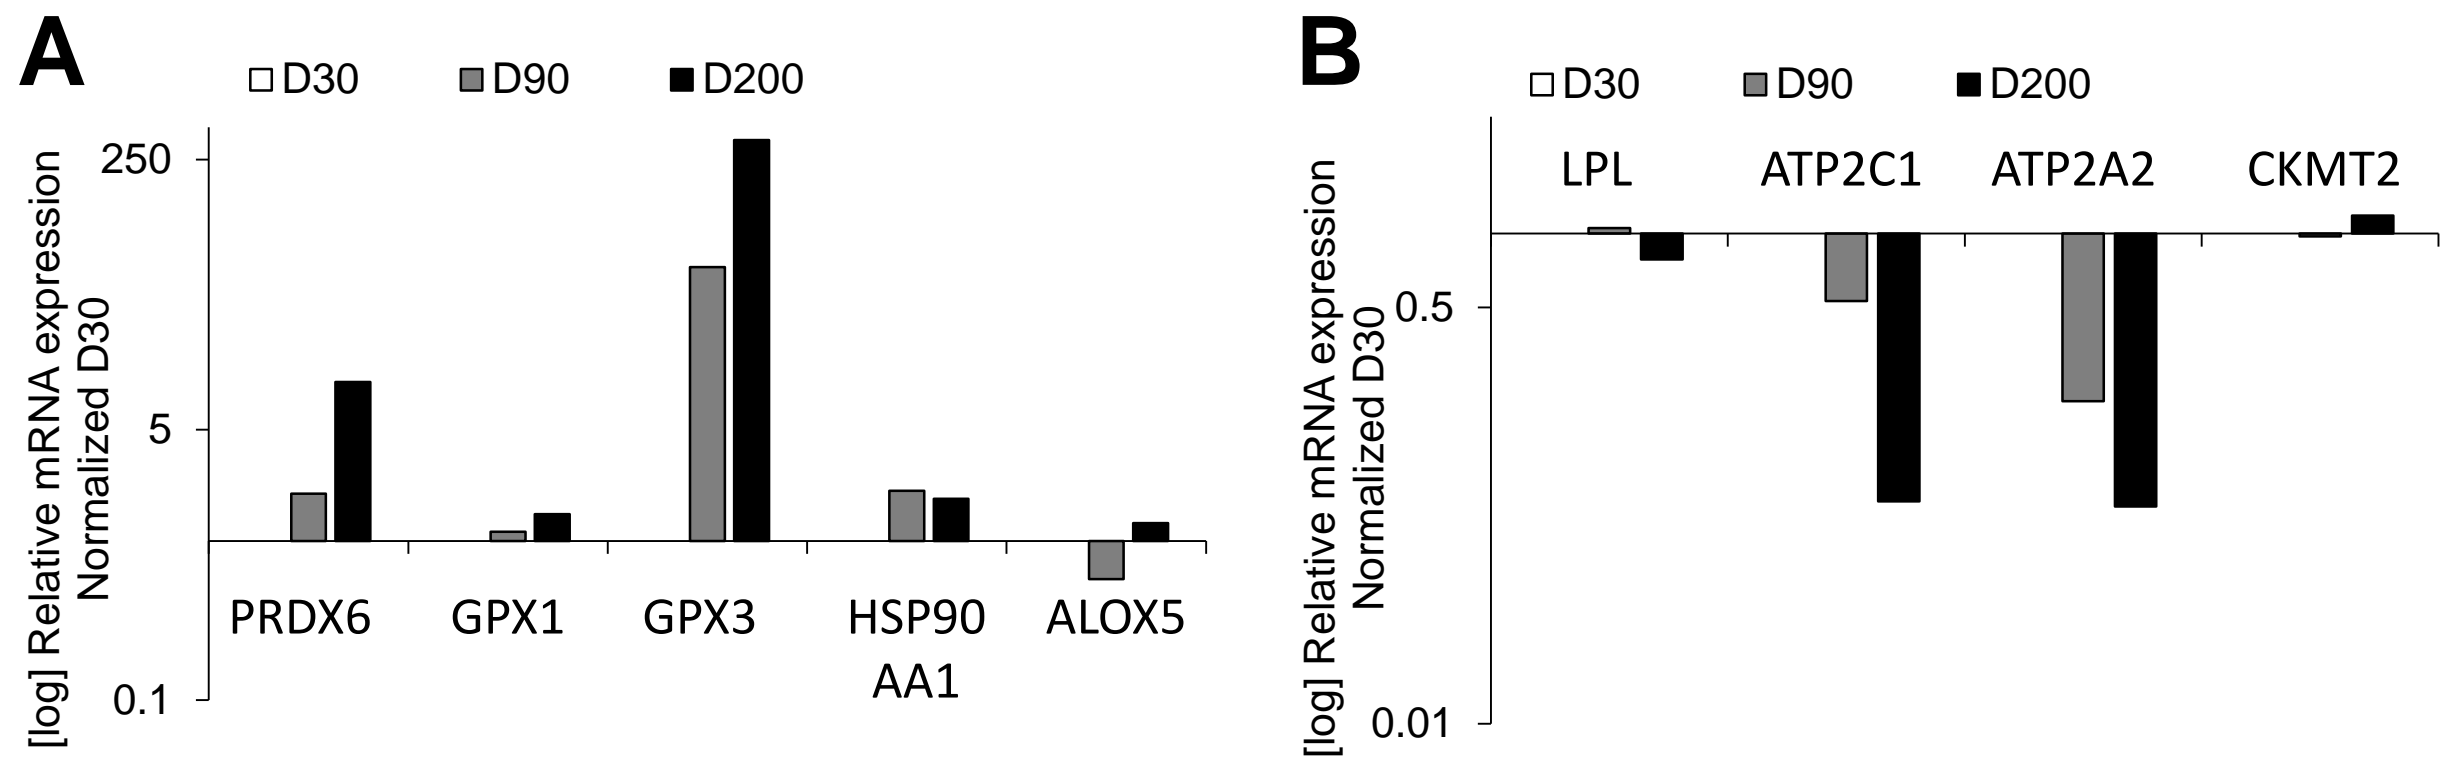 A
D30 D90 D200
[log] Relative mRNA expression
Normalized D30
250
5
0.1
PRDX6 GPX1 GPX3 HSP90 ALOX5
AA1
B
D30 D90 D200
[log] Relative mRNA expression
Normalized D30
LPL ATP2C1 ATP2A2 CKMT2
0.5
0.01